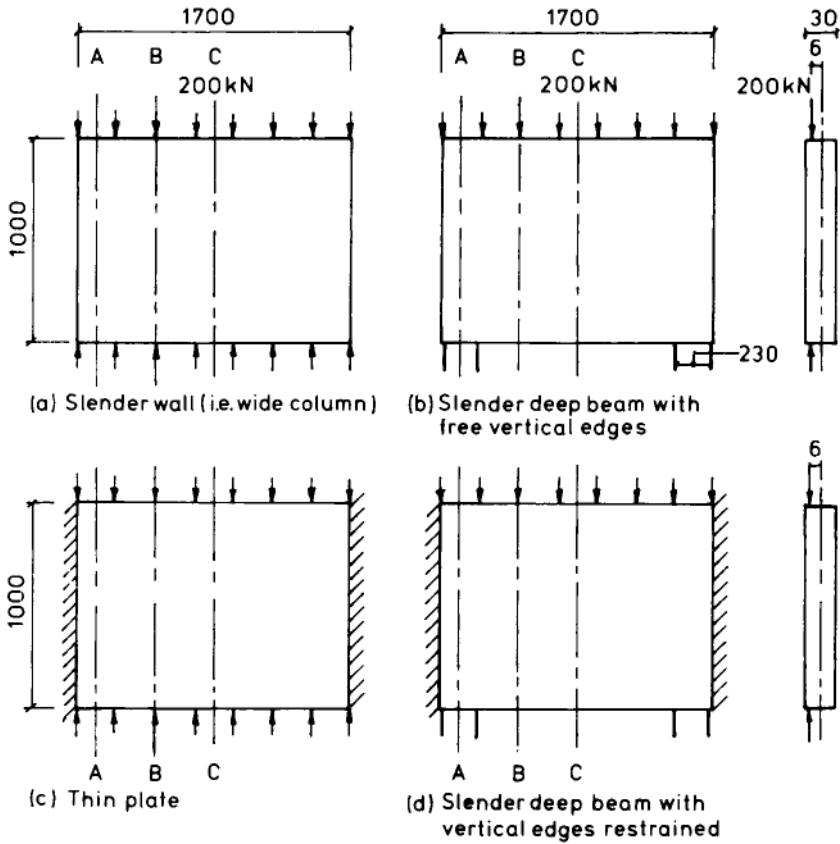 1700
1700
30
A B C
A B C
6
200kN
200kN
200kN
1000
230
(a) Slender wall (i.e. wide column)
(b) Slender deep beam with
free vertical edges
6
1000
A B C
A B C
(c) Thin plate
(d) Slender deep beam with
vertical edges restrained